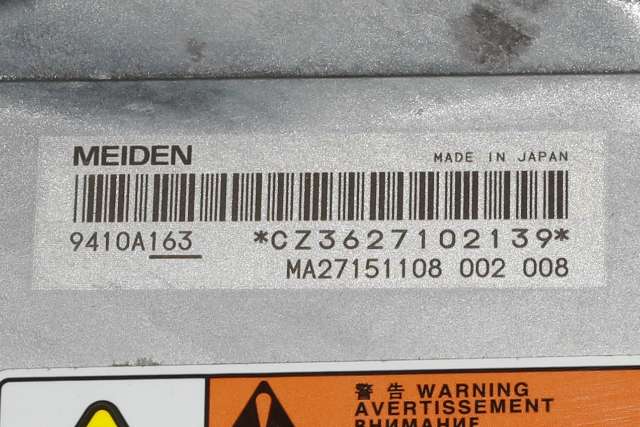 MEIDEN MADE IN JAPAN
9410A163 *CZ3627102139*
MA27151108 002 008
警告 WARNING
AVERTISSEMENT
ВНИМАНИЕ